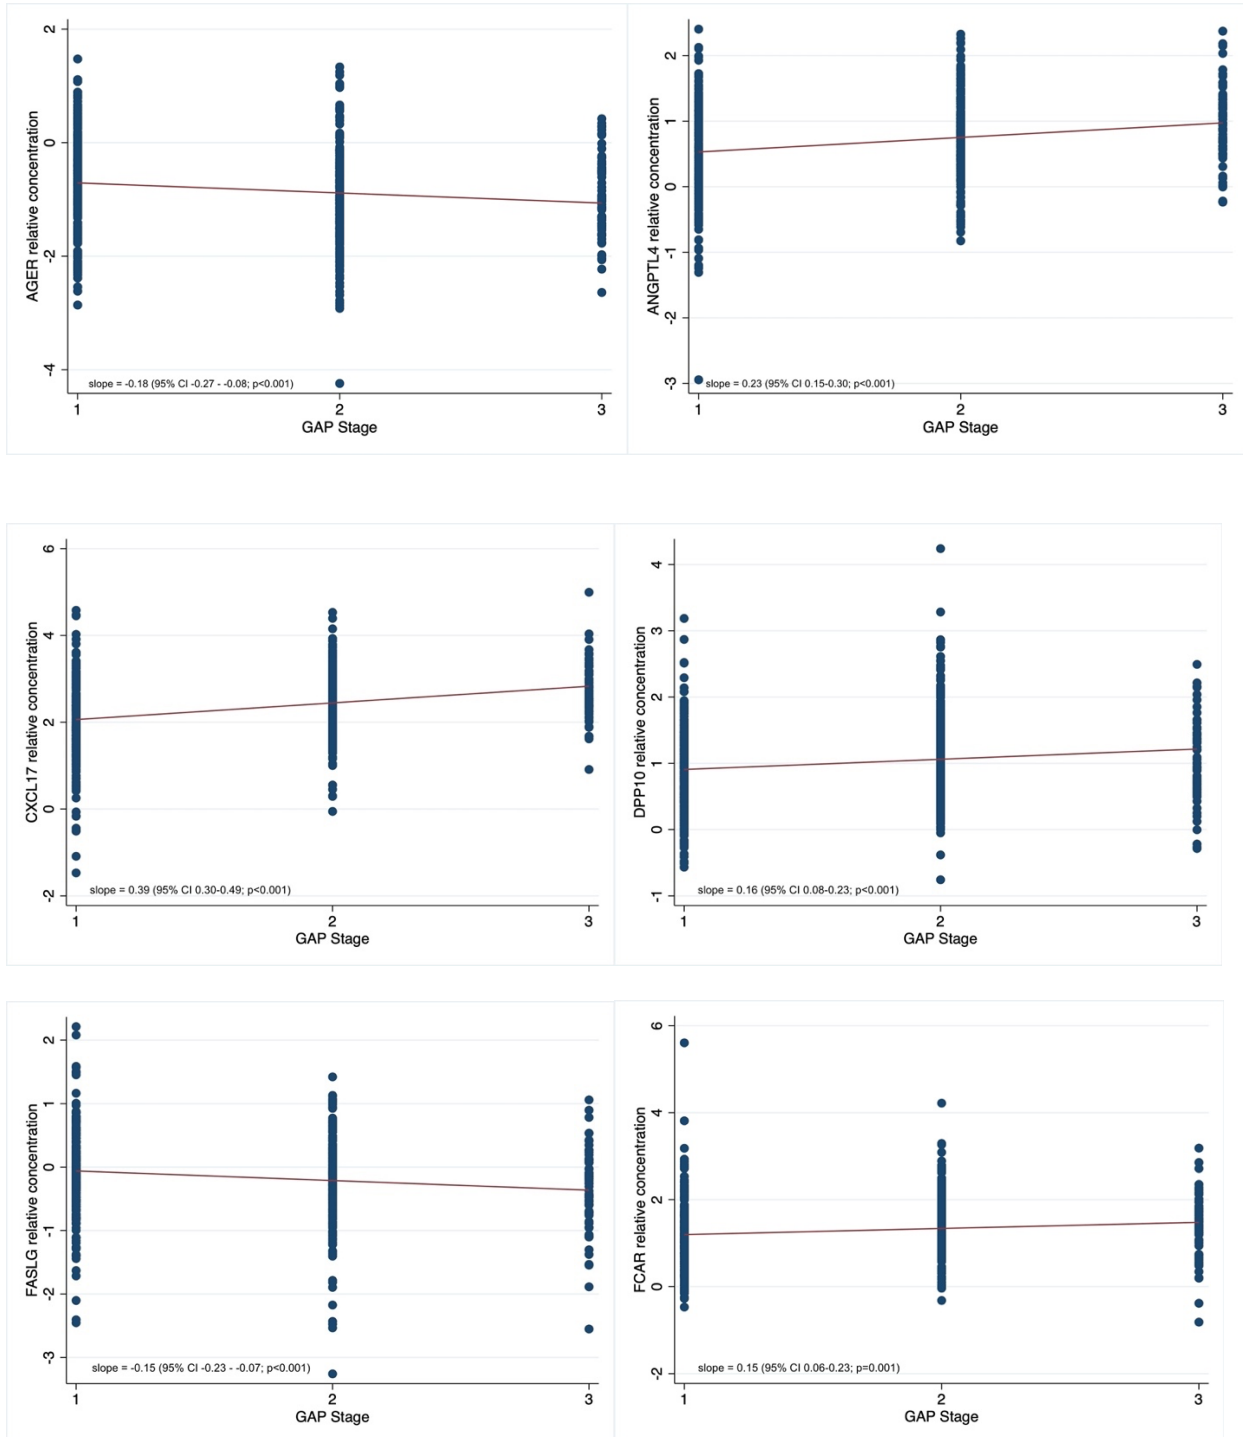 AGER relative concentration
2
0
-2
-4
slope = -0.18 (95% CI -0.27 - -0.08; p<0.001)
1 2 3
GAP Stage
ANGPTL4 relative concentration
2
1
0
-1
-2
-3
slope = 0.23 (95% CI 0.15-0.30; p<0.001)
1 2 3
GAP Stage
CXCL17 relative concentration
6
4
2
0
-2
slope = 0.39 (95% CI 0.30-0.49; p<0.001)
1 2 3
GAP Stage
DPP10 relative concentration
4
3
2
1
0
-1
slope = 0.16 (95% CI 0.08-0.23; p<0.001)
1 2 3
GAP Stage
FASLG relative concentration
2
1
0
-1
-2
-3
slope = -0.15 (95% CI -0.23 - -0.07; p<0.001)
1 2 3
GAP Stage
FCAR relative concentration
6
4
2
0
-2
slope = 0.15 (95% CI 0.06-0.23; p=0.001)
1 2 3
GAP Stage